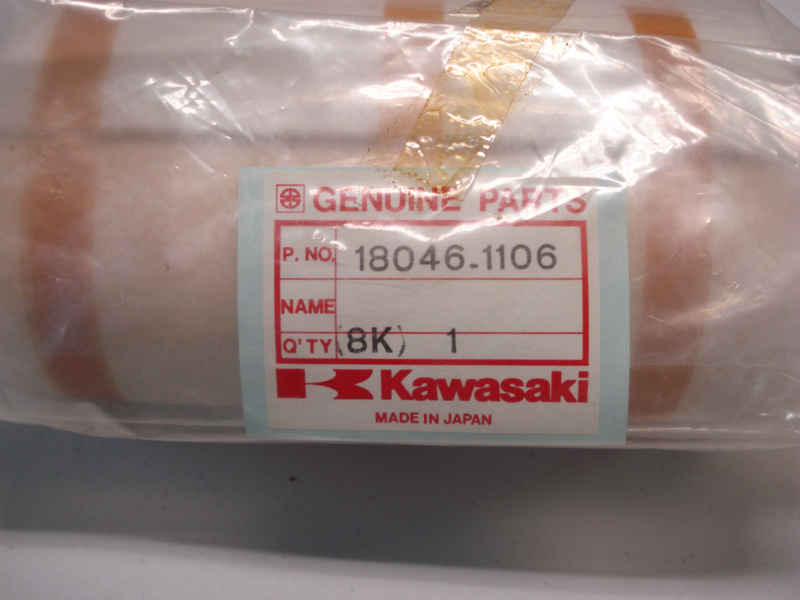 GENUINE PARTS
P. NO. 18046-1106
NAME
Q'TY (8K) 1
Kawasaki
MADE IN JAPAN